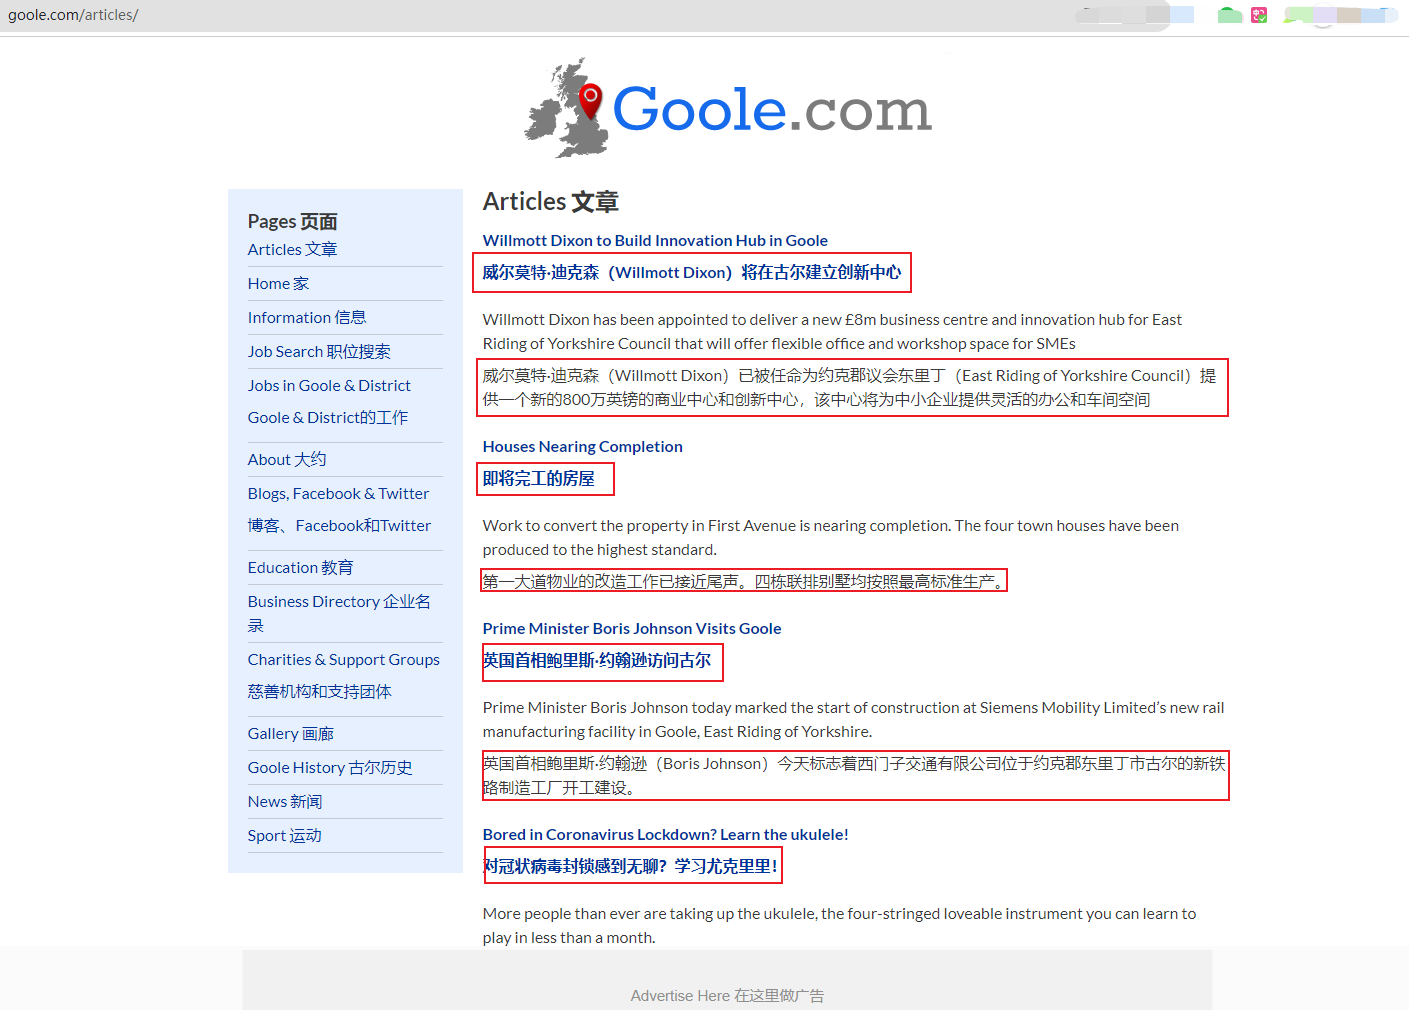 goole.com/articles/
Goole.com
Pages 页面
Articles 文章
Home 家
Information 信息
Job Search 职位搜索
Jobs in Goole & District
Goole & District的工作
About 大约
Blogs, Facebook & Twitter
博客、Facebook和Twitter
Education 教育
Business Directory 企业名
录
Charities & Support Groups
慈善机构和支持团体
Gallery 画廊
Goole History 古尔历史
News 新闻
Sport 运动
Articles 文章
Willmott Dixon to Build Innovation Hub in Goole
威尔莫特·迪克森（Willmott Dixon）将在古尔建立创新中心
Willmott Dixon has been appointed to deliver a new £8m business centre and innovation hub for East
Riding of Yorkshire Council that will offer flexible office and workshop space for SMEs
威尔莫特·迪克森（Willmott Dixon）已被任命为约克郡议会东里丁（East Riding of Yorkshire Council）提
供一个新的800万英镑的商业中心和创新中心，该中心将为中小企业提供灵活的办公和车间空间
Houses Nearing Completion
即将完工的房屋
Work to convert the property in First Avenue is nearing completion. The four town houses have been
produced to the highest standard.
第一大道物业的改造工作已接近尾声。四栋联排别墅均按照最高标准生产。
Prime Minister Boris Johnson Visits Goole
英国首相鲍里斯·约翰逊访问古尔
Prime Minister Boris Johnson today marked the start of construction at Siemens Mobility Limited’s new rail
manufacturing facility in Goole, East Riding of Yorkshire.
英国首相鲍里斯·约翰逊（Boris Johnson）今天标志着西门子交通有限公司位于约克郡东里丁市古尔的新铁
路制造工厂开工建设。
Bored in Coronavirus Lockdown? Learn the ukulele!
对冠状病毒封锁感到无聊？学习尤克里里！
More people than ever are taking up the ukulele, the four-stringed loveable instrument you can learn to
play in less than a month.
Advertise Here 在这里做广告